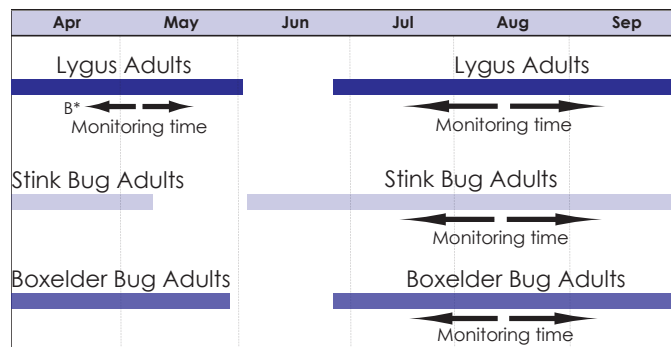 Apr May Jun Jul Aug Sep
Lygus Adults Lygus Adults
B*
Monitoring time Monitoring time
Stink Bug Adults Stink Bug Adults
Monitoring time
Boxelder Bug Adults Boxelder Bug Adults
Monitoring time